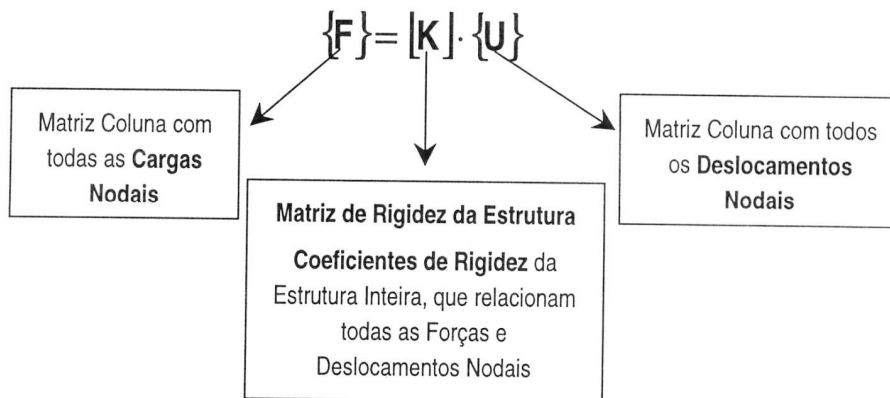 {F}=[K]·{U}
Matriz Coluna com
todas as Cargas
Nodais
Matriz Coluna com todos
os Deslocamentos
Nodais
Matriz de Rigidez da Estrutura
Coeficientes de Rigidez da
Estrutura Inteira, que relacionam
todas as Forças e
Deslocamentos Nodais